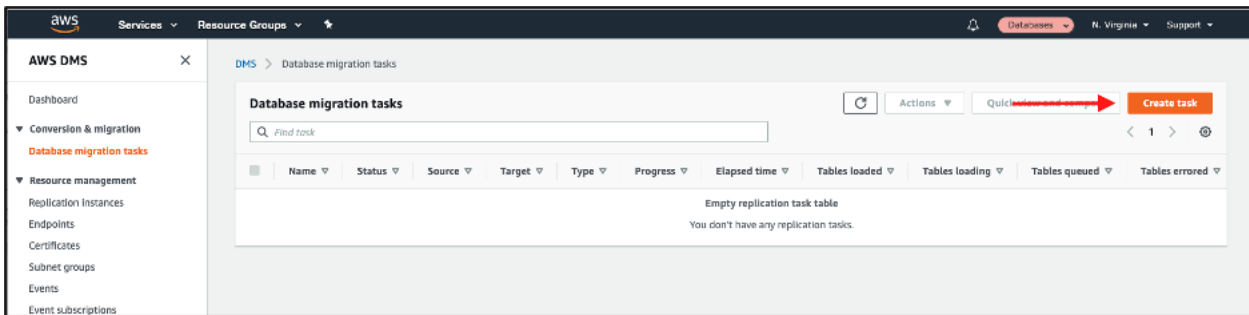 aws Services Resource Groups Databases N. Virginia Support
AWS DMS
DMS > Database migration tasks
Dashboard
Conversion & migration
Database migration tasks
Resource management
Replication instances
Endpoints
Certificates
Subnet groups
Events
Event subscriptions
Database migration tasks
Actions Quick view and Create task
Find task
1
Name Status Source Target Type Progress Elapsed time Tables loaded Tables loading Tables queued Tables errored
Empty replication task table
You don't have any replication tasks.